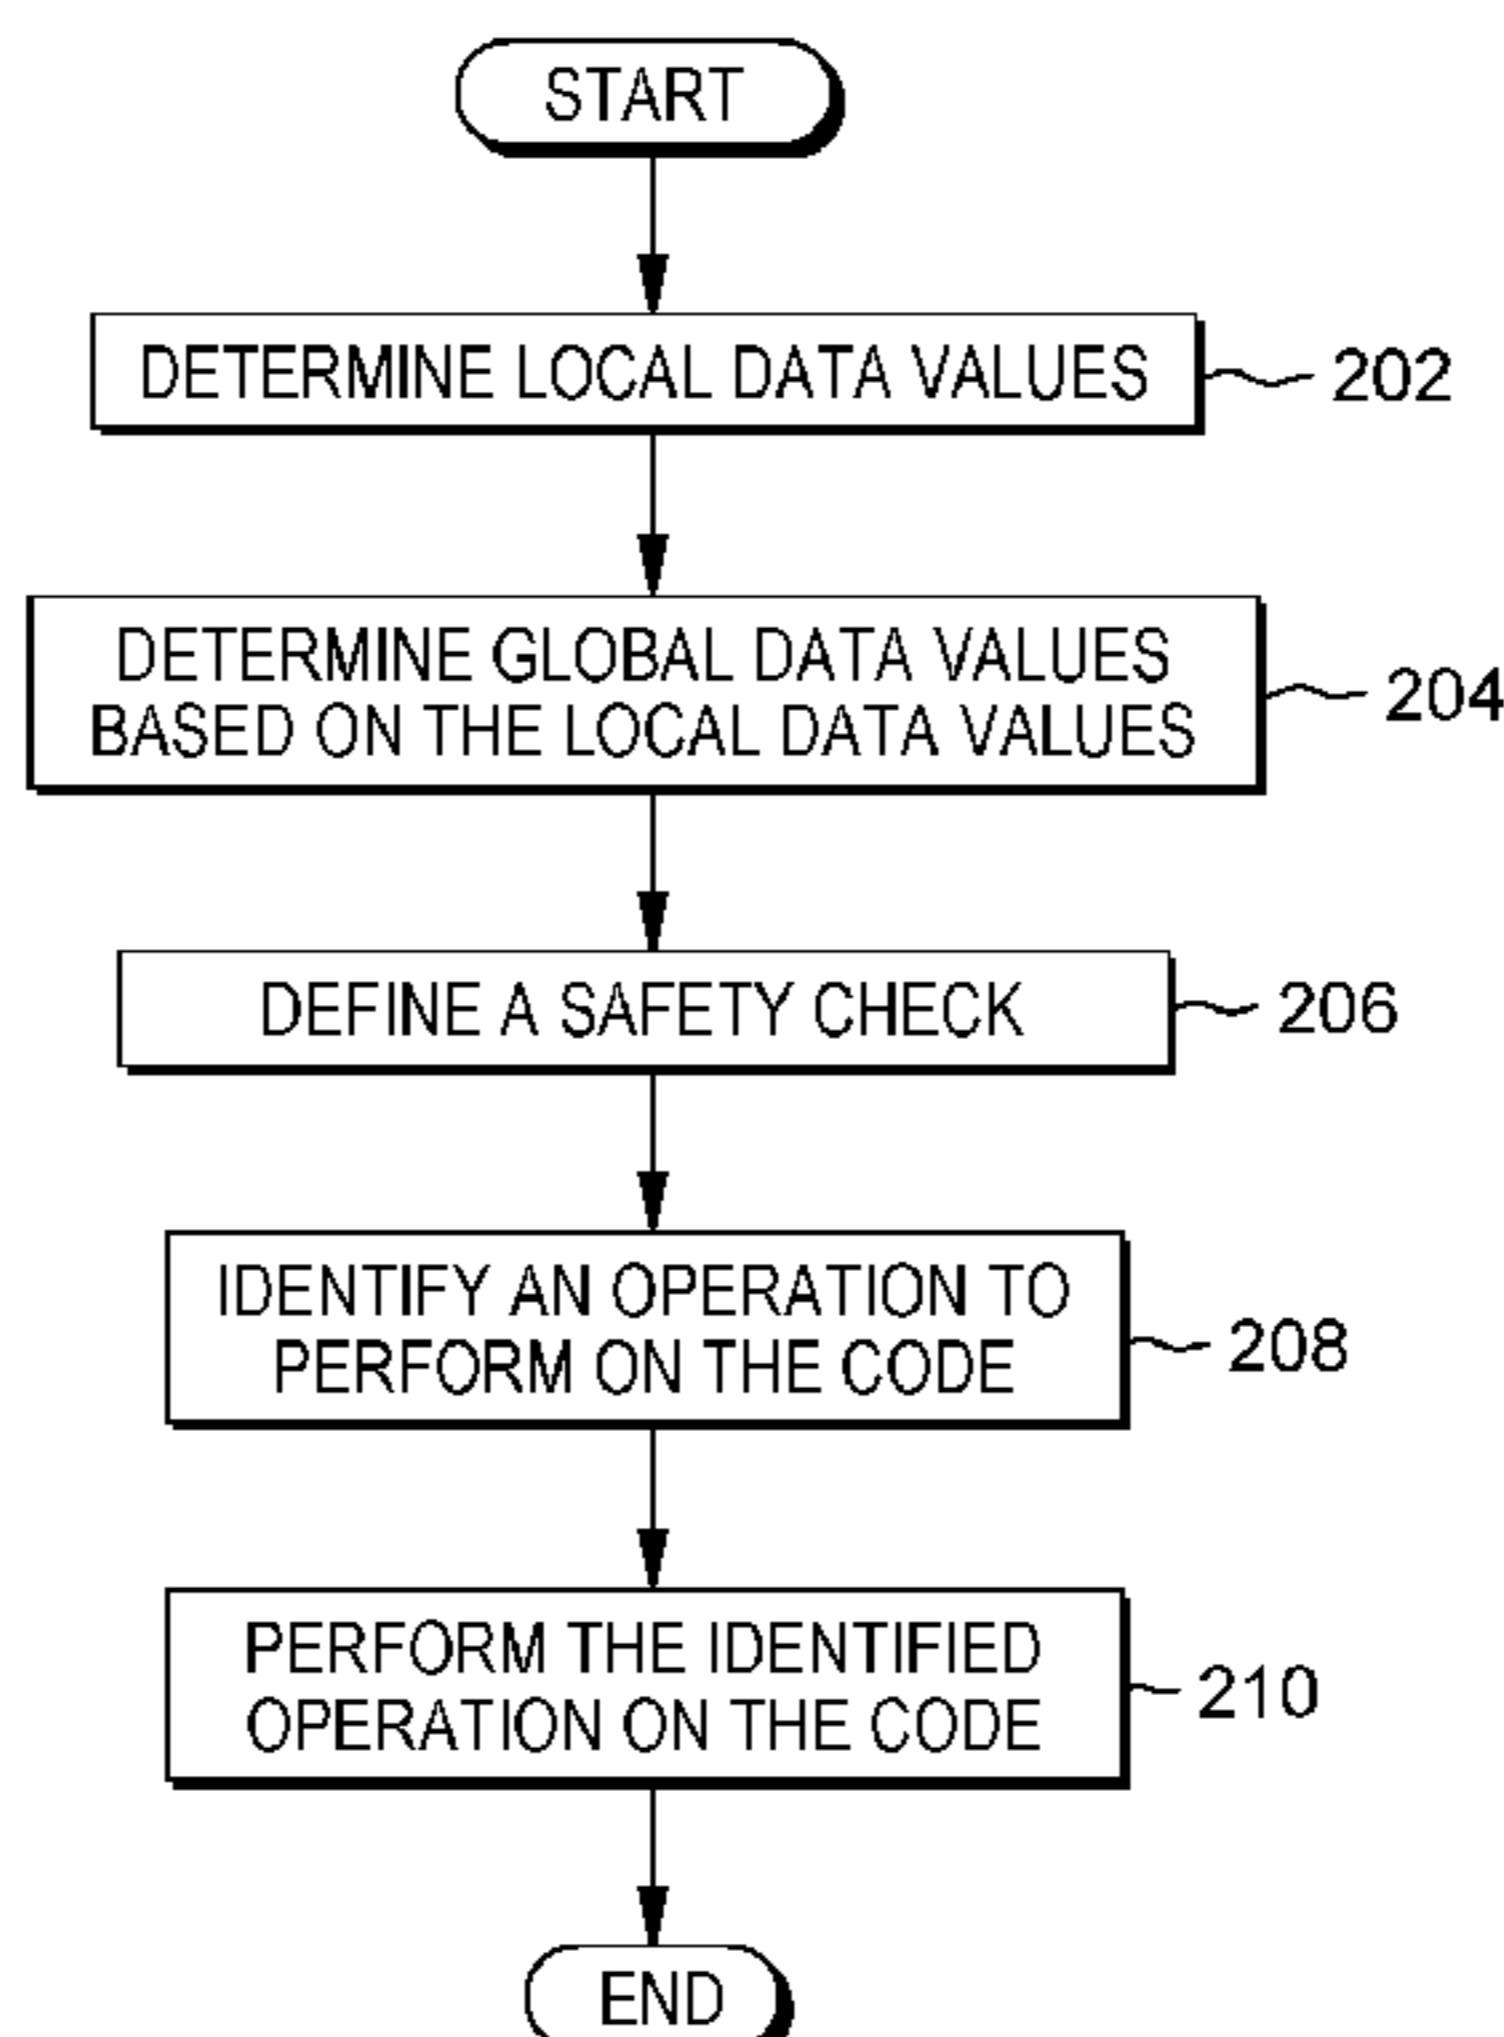 START
DETERMINE LOCAL DATA VALUES
202
DETERMINE GLOBAL DATA VALUES
BASED ON THE LOCAL DATA VALUES
204
DEFINE A SAFETY CHECK
206
IDENTIFY AN OPERATION TO
PERFORM ON THE CODE
208
PERFORM THE IDENTIFIED
OPERATION ON THE CODE
210
END